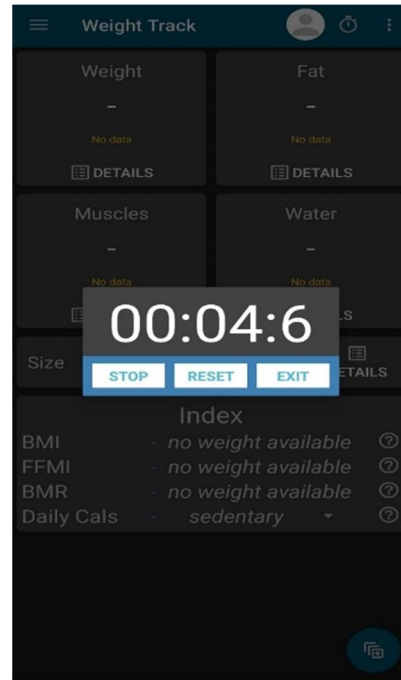 Weight Track
Weight
Fat
-
-
No data
No data
DETAILS
DETAILS
Muscles
Water
-
-
No data
No data
LS
00:04:6
Size
STOP
RESET
EXIT
ETAILS
Index
BMI - no weight available
FFMI - no weight available
BMR - no weight available
Daily Cals - sedentary